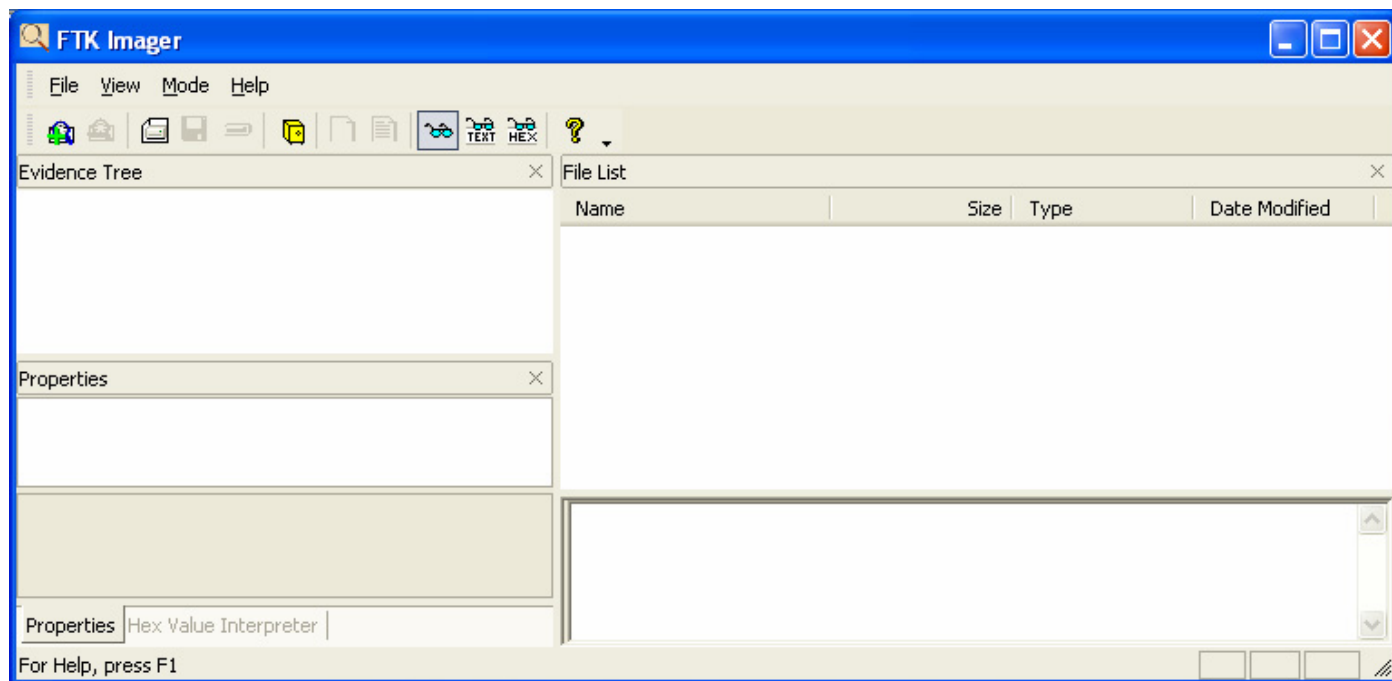 FTK Imager
File View Mode Help
TEXT HEX ?
Evidence Tree
File List
Name Size Type Date Modified
Properties
Properties Hex Value Interpreter
For Help, press F1